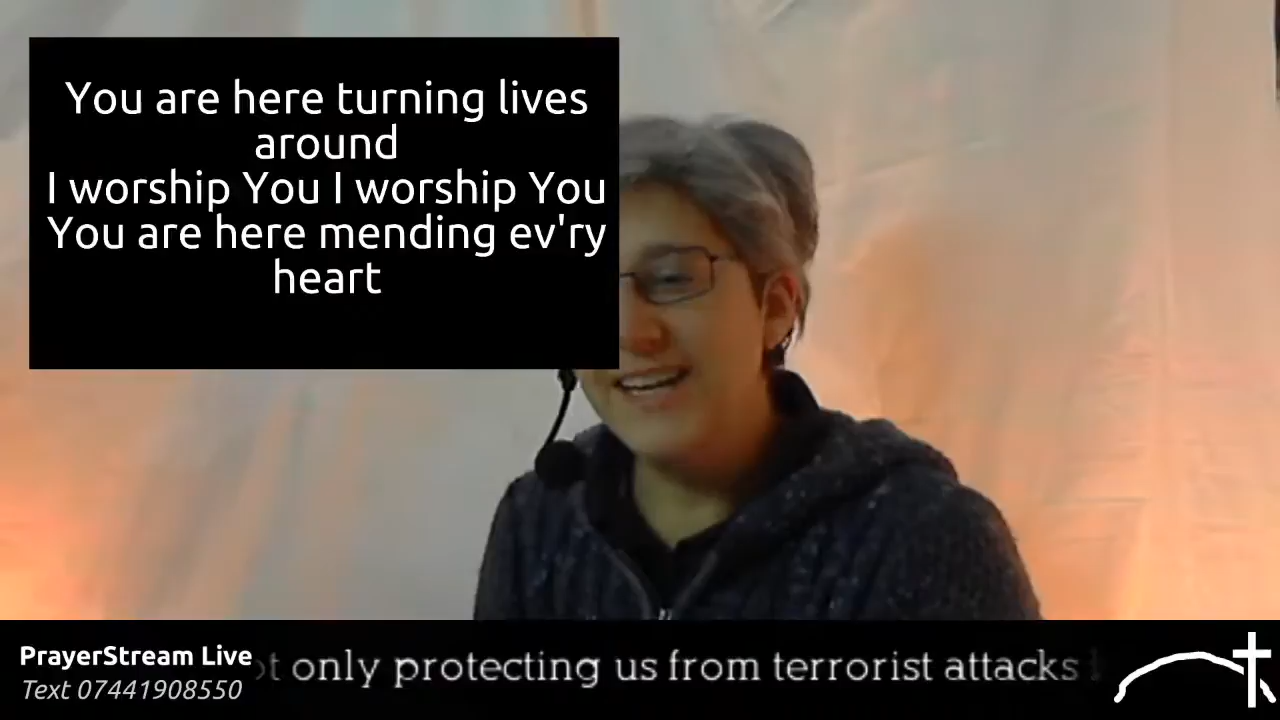 You are here turning lives
around
I worship You I worship You
You are here mending ev'ry
heart
PrayerStream Live
only protecting us from terrorist attacks
Text 07441908550